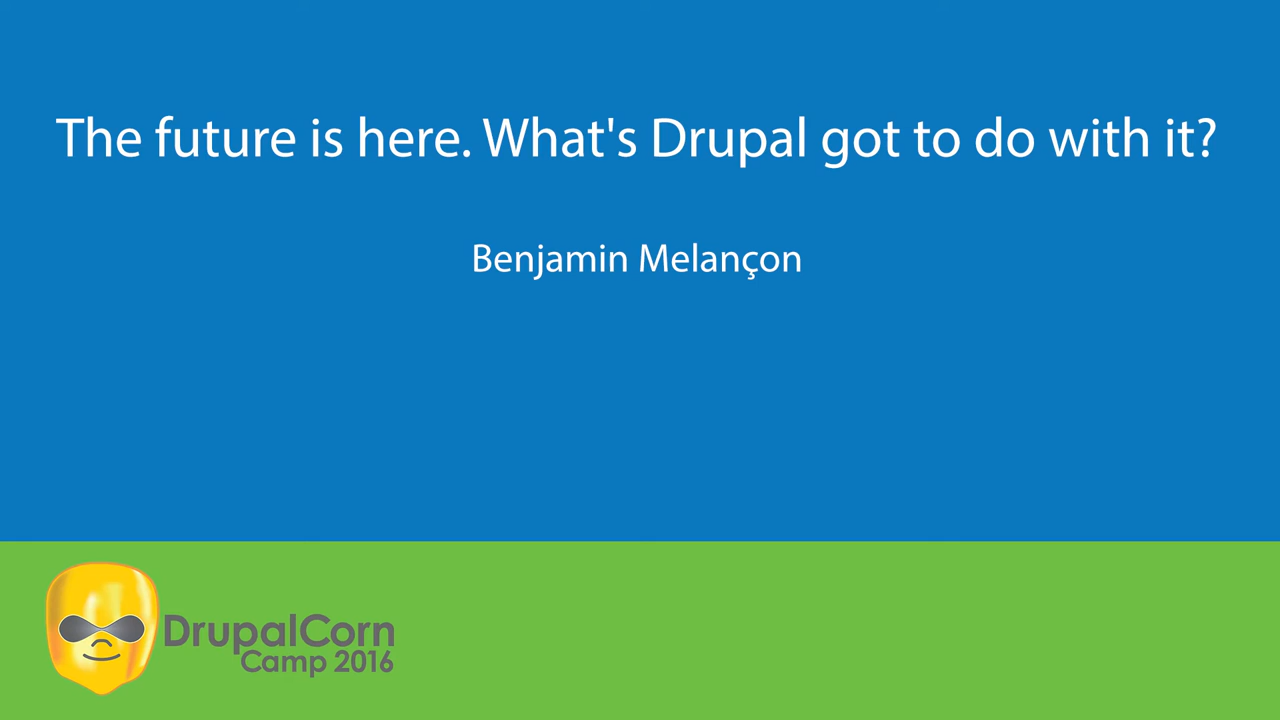 The future is here. What's Drupal got to do with it?
Benjamin Melançon
DrupalCorn
Camp 2016